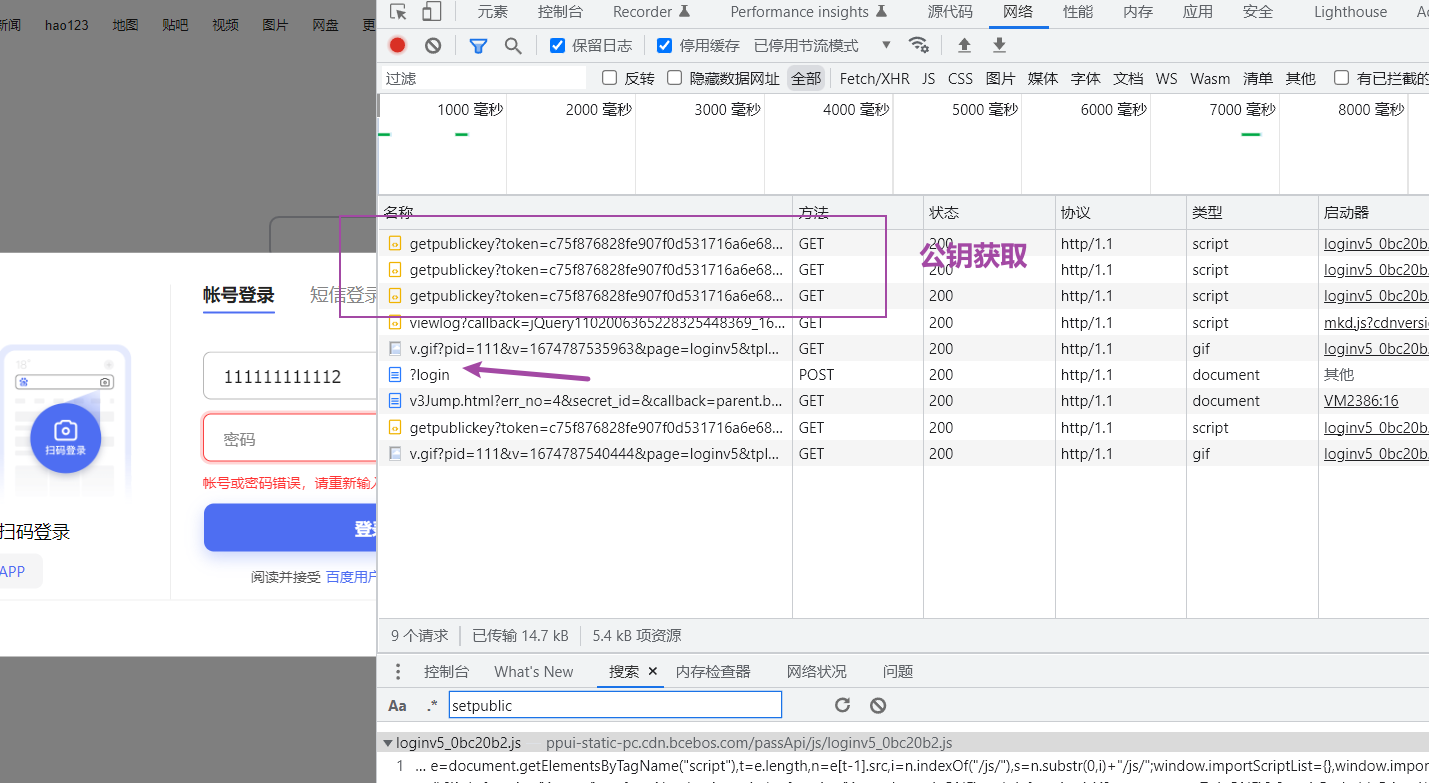 新闻 hao123 地图 贴吧 视频 图片 网盘 更
元素 控制台 Recorder Performance insights 源代码 网络 性能 内存 应用 安全 Lighthouse
保留日志 停用缓存 已停用节流模式
过滤 反转 隐藏数据网址 全部 Fetch/XHR JS CSS 图片 媒体 字体 文档 WS Wasm 清单 其他 有已拦截的
1000 毫秒 2000 毫秒 3000 毫秒 4000 毫秒 5000 毫秒 6000 毫秒 7000 毫秒 8000 毫秒
名称 方法 状态 协议 类型 启动器
getpublickey?token=c75f876828fe907f0d531716a6e68... GET 200 http/1.1 script loginv5_0bc20b
公钥获取
getpublickey?token=c75f876828fe907f0d531716a6e68... GET 200 http/1.1 script loginv5_0bc20b
getpublickey?token=c75f876828fe907f0d531716a6e68... GET 200 http/1.1 script loginv5_0bc20b
viewlog?callback=jQuery1102006365228325448369_16... GET 200 http/1.1 script mkd.js?cdnversi
v.gif?pid=111&v=1674787535963&page=loginv5&tpl... GET 200 http/1.1 gif loginv5_0bc20b
?login POST 200 http/1.1 document 其他
v3Jump.html?err_no=4&secret_id=&callback=parent.b... GET 200 http/1.1 document VM2386:16
getpublickey?token=c75f876828fe907f0d531716a6e68... GET 200 http/1.1 script loginv5_0bc20b
v.gif?pid=111&v=1674787540444&page=loginv5&tpl... GET 200 http/1.1 gif loginv5_0bc20b
帐号登录 短信登录
111111111112
密码
帐号或密码错误，请重新输入
登录
阅读并接受 百度用户
扫码登录
扫码登录
APP
9 个请求 已传输 14.7 kB 5.4 kB 项资源
控制台 What's New 搜索 × 内存检查器 网络状况 问题
Aa .* setpublic
loginv5_0bc20b2.js ppui-static-pc.cdn.bcebos.com/passApi/js/loginv5_0bc20b2.js
1 ... e=document.getElementsByTagName("script"),t=e.length,n=e[t-1].src,i=n.indexOf("/js/"),s=n.substr(0,i)+"/js/";window.importScriptList={},window.impor